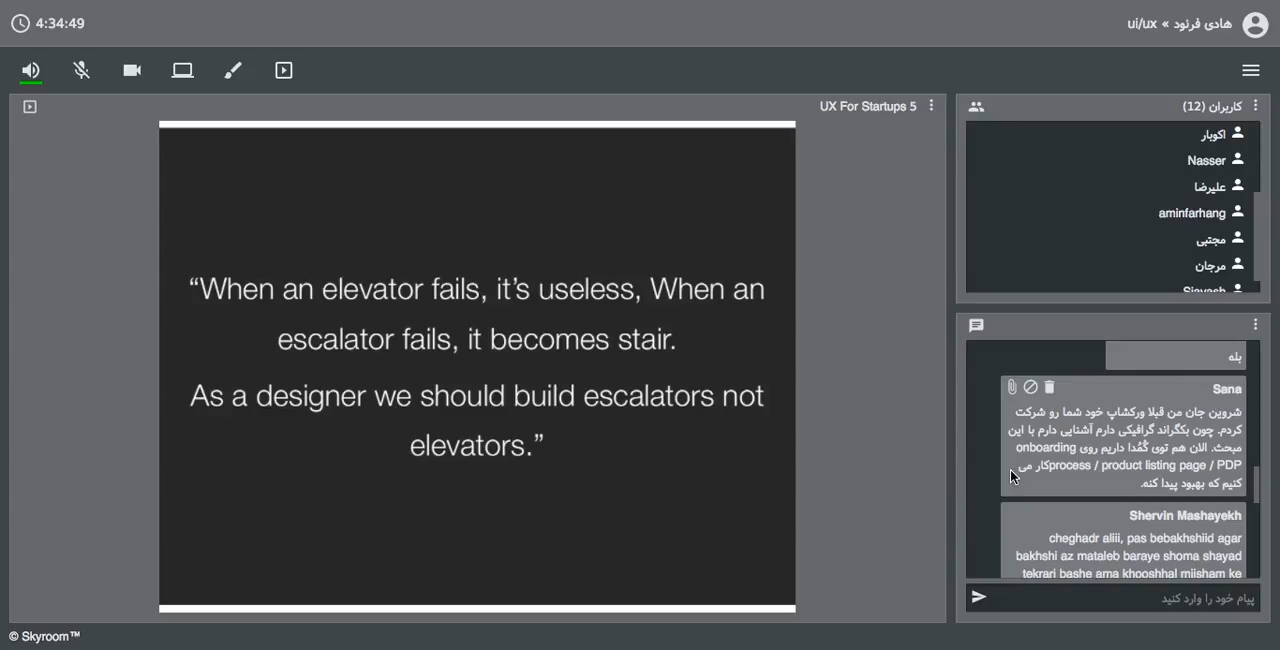 4:34:49
هادی فرنود » ui/ux
UX For Startups 5
“When an elevator fails, it’s useless, When an
escalator fails, it becomes stair.
As a designer we should build escalators not
elevators.”
کاربران (12)
اکوبار
Nasser
علیرضا
aminfarhang
مجتبی
مرجان
Siavash
بله
Sana
شروین جان من قبلا ورکشاپ خود شما رو شرکت
کردم. چون بکگراند گرافیکی دارم آشنایی دارم با این
مبحث. الان هم توی کُمُدا داریم روی onboarding
process / product listing page / PDPکار می
کنیم که بهبود پیدا کنه.
Shervin Mashayekh
cheghadr aliii, pas bebakhshiid agar
bakhshi az mataleb baraye shoma shayad
tekrari bashe ama khooshhal miisham ke
پیام خود را وارد کنید
© Skyroom™